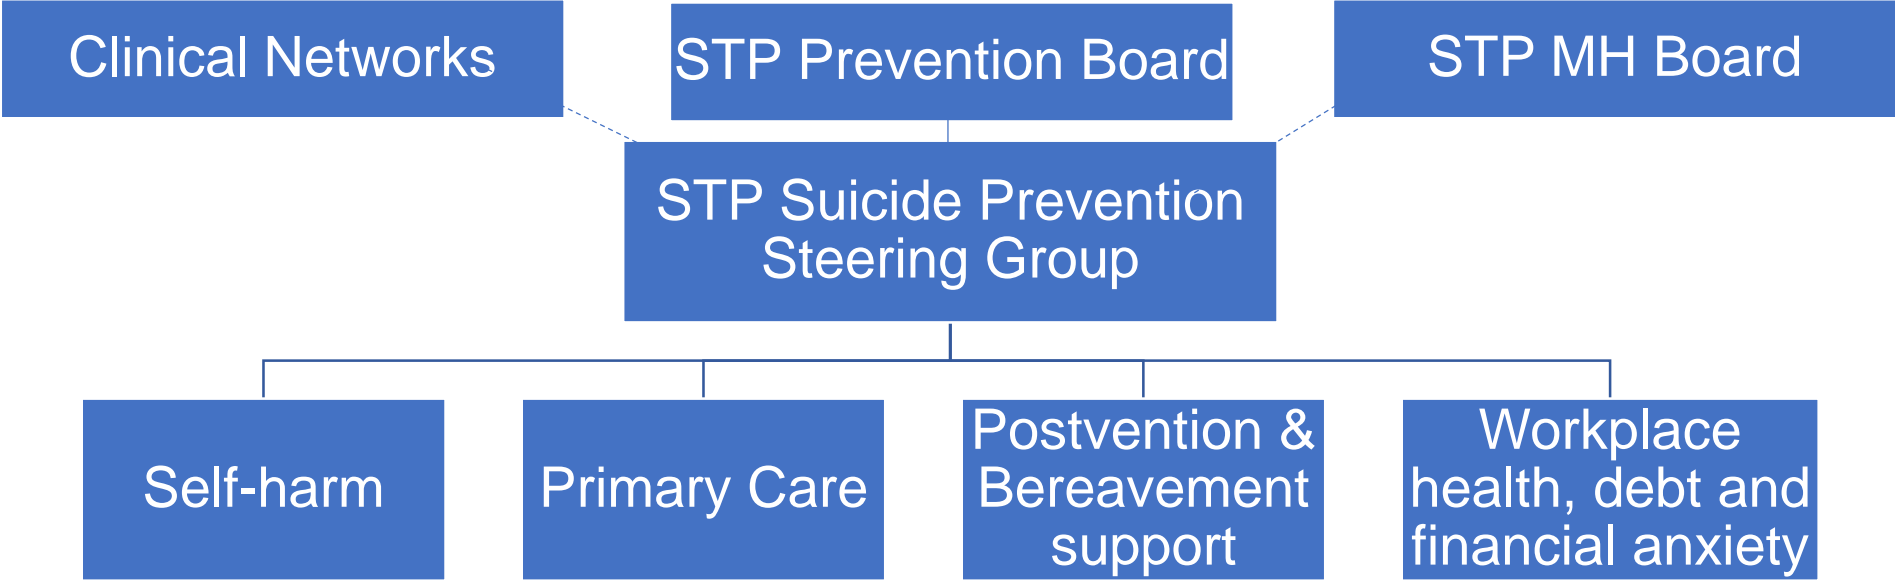 Clinical Networks
STP Prevention Board
STP MH Board
STP Suicide Prevention
Steering Group
Self-harm
Primary Care
Postvention &
Bereavement
support
Workplace
health, debt and
financial anxiety